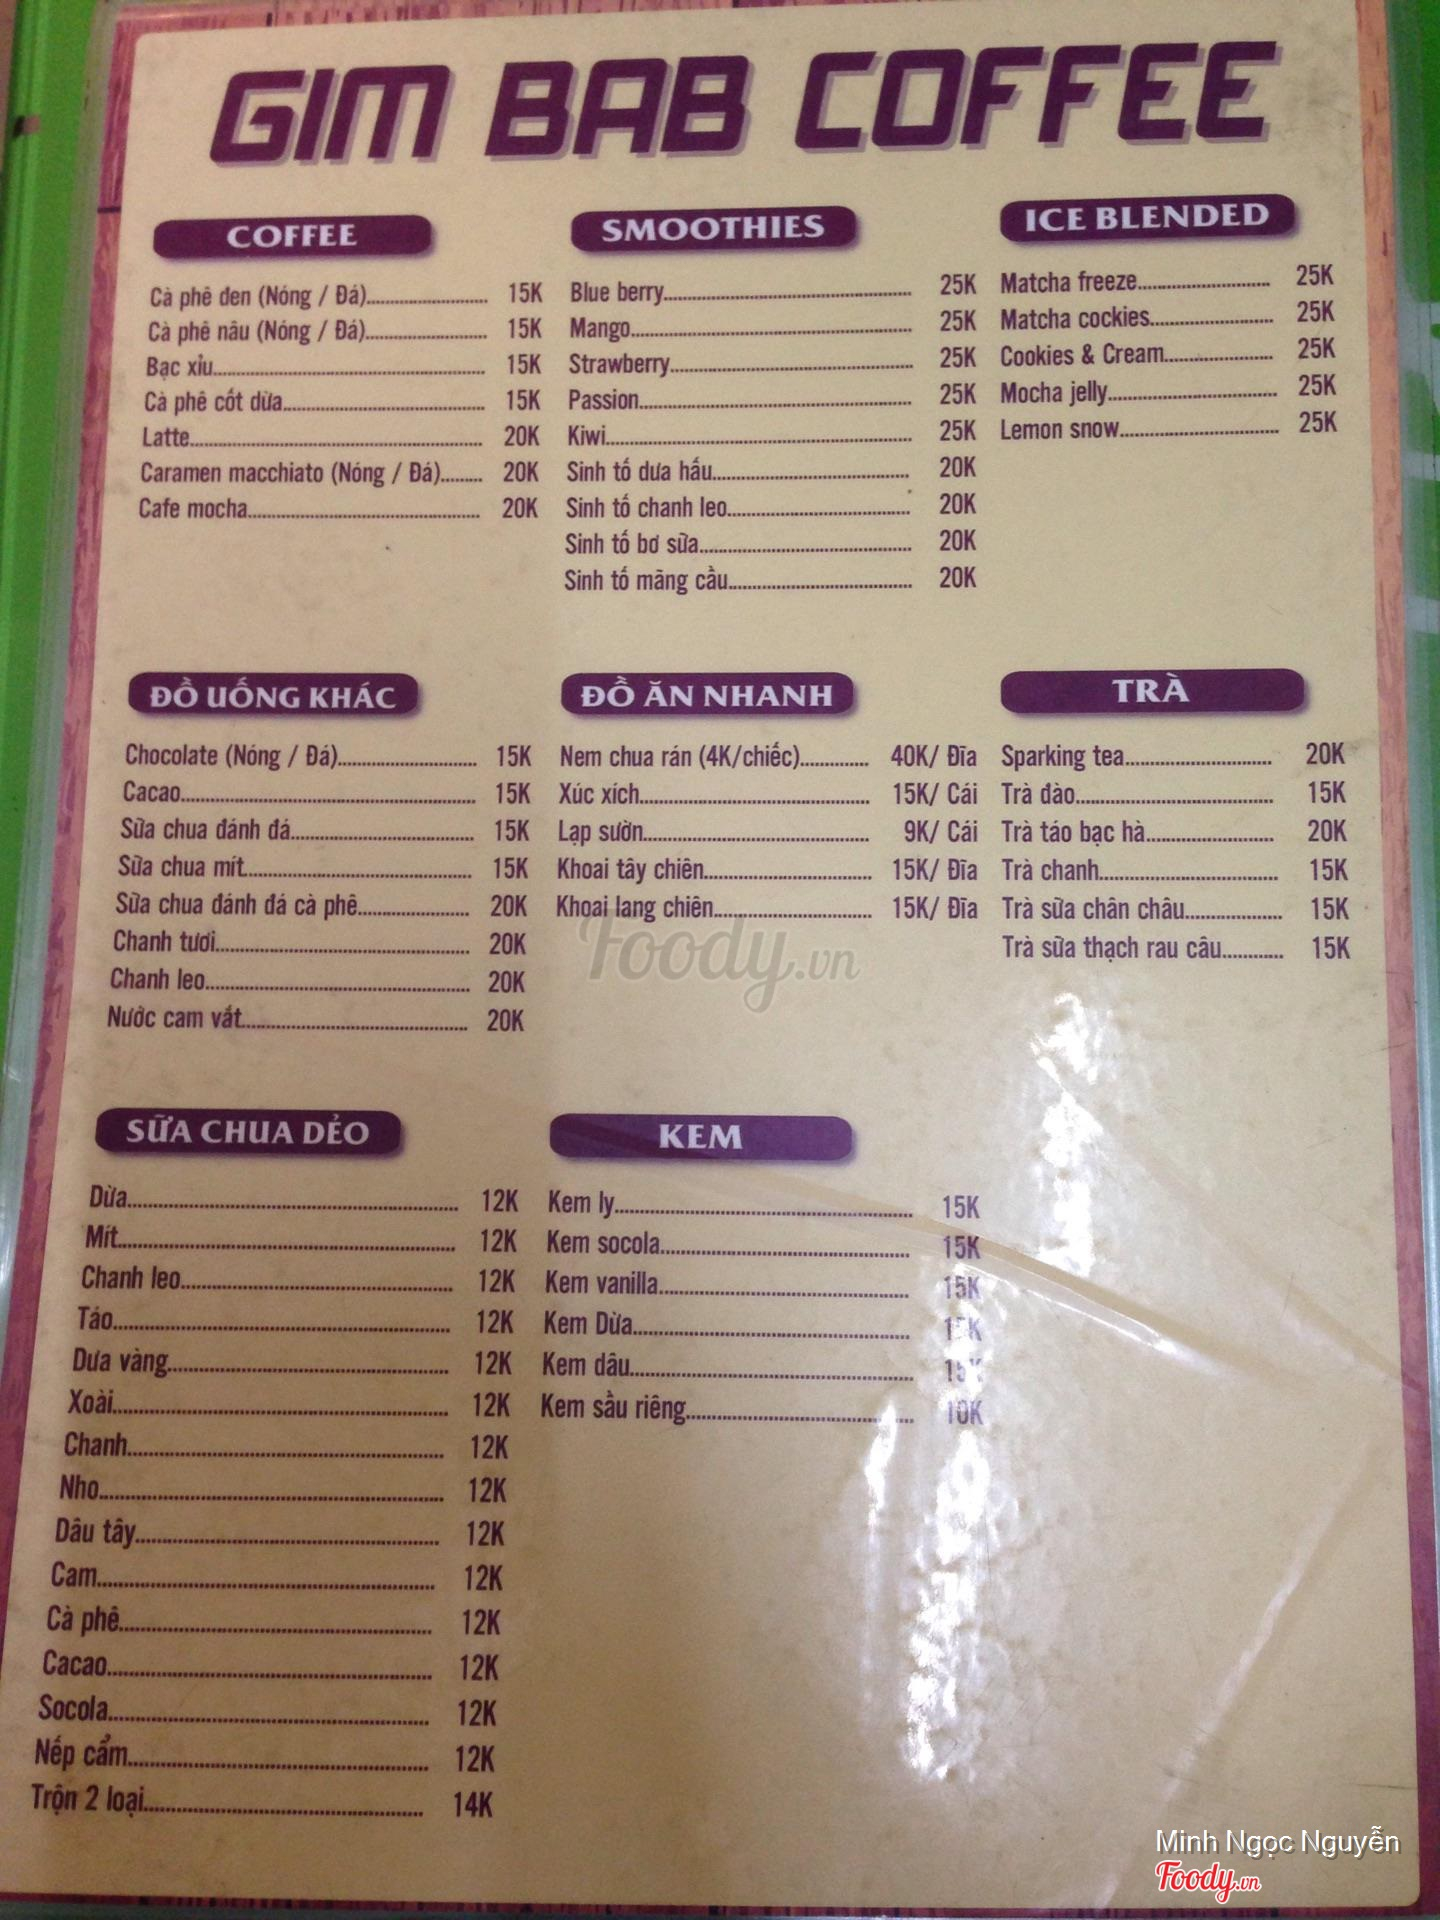 GIM BAB COFFEE
COFFEE
Cà phê đen (Nóng / Đá) 15K
Cà phê nâu (Nóng / Đá) 15K
Bạc xỉu 15K
Cà phê cốt dừa 15K
Latte 20K
Caramen macchiato (Nóng / Đá) 20K
Cafe mocha 20K
SMOOTHIES
Blue berry 25K
Mango 25K
Strawberry 25K
Passion 25K
Kiwi 25K
Sinh tố dưa hấu 20K
Sinh tố chanh leo 20K
Sinh tố bơ sữa 20K
Sinh tố mãng cầu 20K
ICE BLENDED
Matcha freeze 25K
Matcha cockies 25K
Cookies & Cream 25K
Mocha jelly 25K
Lemon snow 25K
ĐỒ UỐNG KHÁC
Chocolate (Nóng / Đá) 15K
Cacao 15K
Sữa chua đánh đá 15K
Sữa chua mít 15K
Sữa chua đánh đá cà phê 20K
Chanh tươi 20K
Chanh leo 20K
Nước cam vắt 20K
ĐỒ ĂN NHANH
Nem chua rán (4K/chiếc) 40K/ Đĩa
Xúc xích 15K/ Cái
Lạp sườn 9K/ Cái
Khoai tây chiên 15K/ Đĩa
Khoai lang chiên 15K/ Đĩa
TRÀ
Sparking tea 20K
Trà đào 15K
Trà táo bạc hà 20K
Trà chanh 15K
Trà sữa chân châu 15K
Trà sữa thạch rau câu 15K
Foody.vn
SỮA CHUA DẺO
Dừa 12K
Mít 12K
Chanh leo 12K
Táo 12K
Dưa vàng 12K
Xoài 12K
Chanh 12K
Nho 12K
Dâu tây 12K
Cam 12K
Cà phê 12K
Cacao 12K
Socola 12K
Nếp cẩm 12K
Trộn 2 loại 14K
KEM
Kem ly 15K
Kem socola 15K
Kem vanilla 15K
Kem Dừa 15K
Kem dâu 15K
Kem sầu riêng 10K
Minh Ngọc Nguyễn
Foody.vn